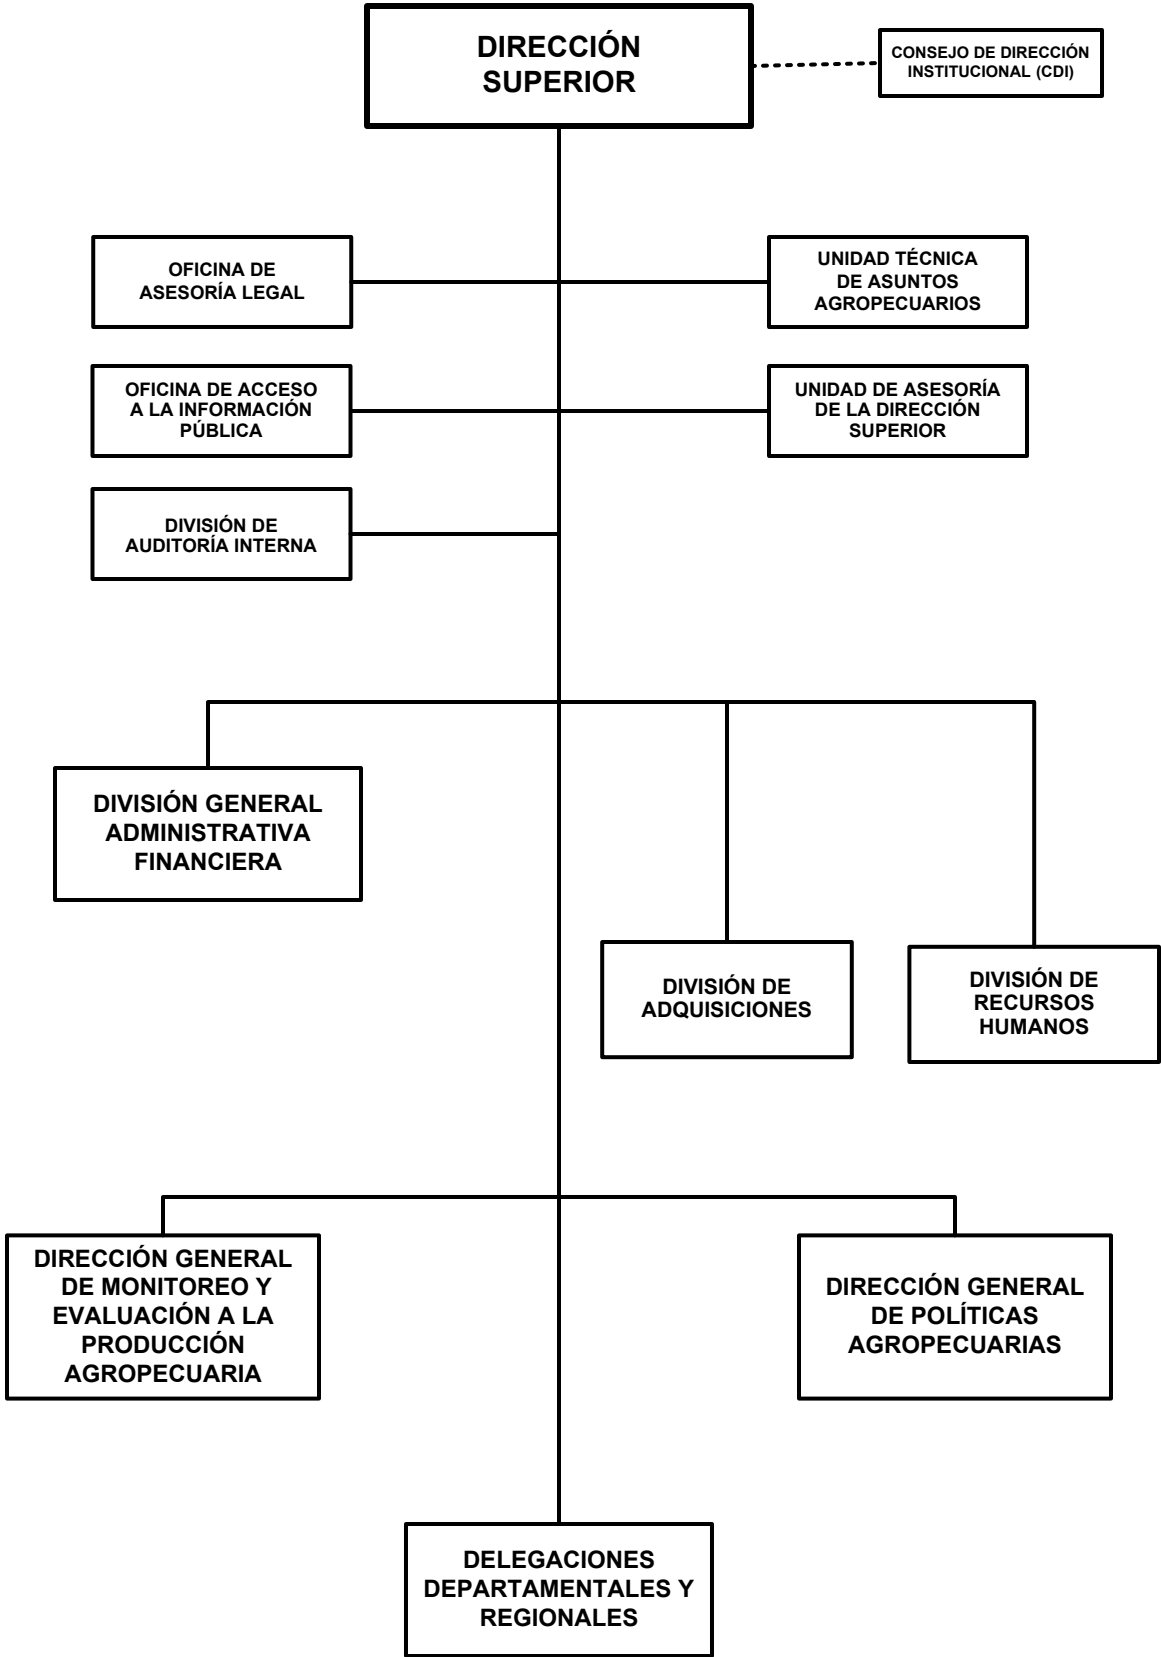 DIRECCIÓN
SUPERIOR
CONSEJO DE DIRECCIÓN
INSTITUCIONAL (CDI)
OFICINA DE
ASESORÍA LEGAL
UNIDAD TÉCNICA
DE ASUNTOS
AGROPECUARIOS
OFICINA DE ACCESO
A LA INFORMACIÓN
PÚBLICA
UNIDAD DE ASESORÍA
DE LA DIRECCIÓN
SUPERIOR
DIVISIÓN DE
AUDITORÍA INTERNA
DIVISIÓN GENERAL
ADMINISTRATIVA
FINANCIERA
DIVISIÓN DE
ADQUISICIONES
DIVISIÓN DE
RECURSOS
HUMANOS
DIRECCIÓN GENERAL
DE MONITOREO Y
EVALUACIÓN A LA
PRODUCCIÓN
AGROPECUARIA
DIRECCIÓN GENERAL
DE POLÍTICAS
AGROPECUARIAS
DELEGACIONES
DEPARTAMENTALES Y
REGIONALES